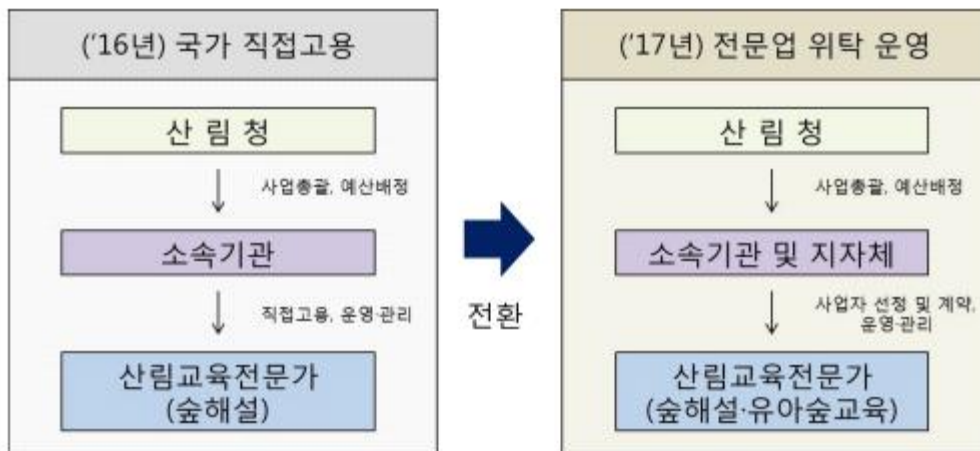 ('16년) 국가 직접고용
산 림 청
사업총괄, 예산배정
소속기관
직접고용, 운영·관리
산림교육전문가
(숲해설)
전환
('17년) 전문업 위탁 운영
산 림 청
사업총괄, 예산배정
소속기관 및 지자체
사업자 선정 및 계약,
운영·관리
산림교육전문가
(숲해설·유아숲교육)